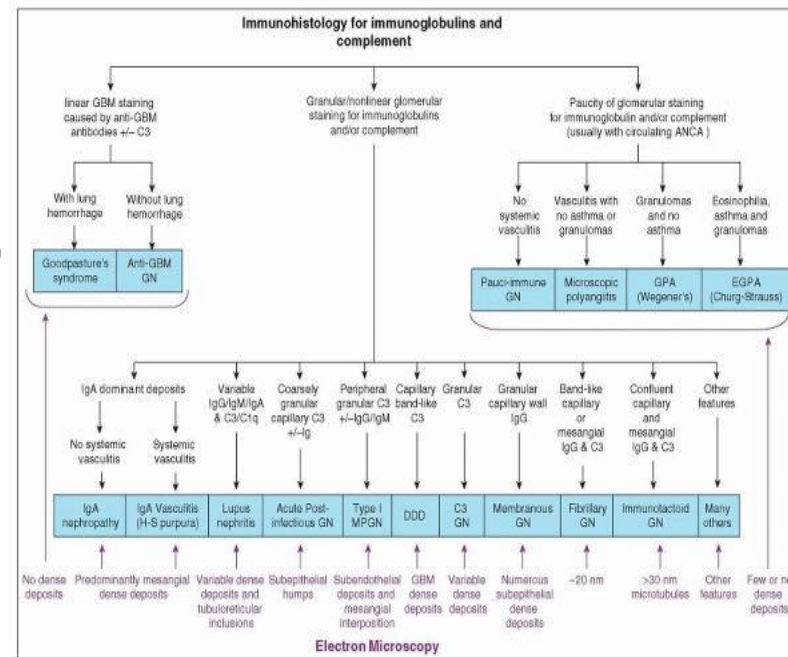 Immunohistology for immunoglobulins and
complement
linear GBM staining
caused by anti-GBM
antibodies +/− C3
Granular/nonlinear glomerular
staining for immunoglobulins
and/or complement
Paucity of glomerular staining
for immunoglobulin and/or complement
(usually with circulating ANCA )
With lung
hemorrhage
Without lung
hemorrhage
No
systemic
vasculitis
Vasculitis with
no asthma or
granulomas
Granulomas
and no
asthma
Eosinophilia,
asthma and
granulomas
Goodpasture's
syndrome
Anti-GBM
GN
Pauci-immune
GN
Microscopic
polyangitis
GPA
(Wegener's)
EGPA
(Churg-Strauss)
IgA dominant deposits
No systemic
vasculitis
Systemic
vasculitis
Variable
IgG/IgM/IgA
& C3/C1q
Coarsely
granular
capillary C3
+/−Ig
Peripheral
granular C3
+/−IgG/IgM
Capillary
band-like
C3
Granular
C3
Granular
capillary wall
IgG
Band-like
capillary
or
mesangial
IgG & C3
Confluent
capillary
and
mesangial
IgG & C3
Other
features
IgA
nephropathy
IgA Vasculitis
(H-S purpura)
Lupus
nephritis
Acute Post-
infectious GN
Type I
MPGN
DDD
C3
GN
Membranous
GN
Fibrillary
GN
Immunotactoid
GN
Many
others
No dense
deposits
Predominantly mesangial
dense deposits
Variable dense
deposits and
tubuloreticular
inclusions
Subepithelial
humps
Subendothelial
deposits and
mesangial
interposition
GBM
dense
deposits
Variable
dense
deposits
Numerous
subepithelial
dense
deposits
~20 nm
>30 nm
microtubules
Other
features
Few or no
dense
deposits
Electron Microscopy